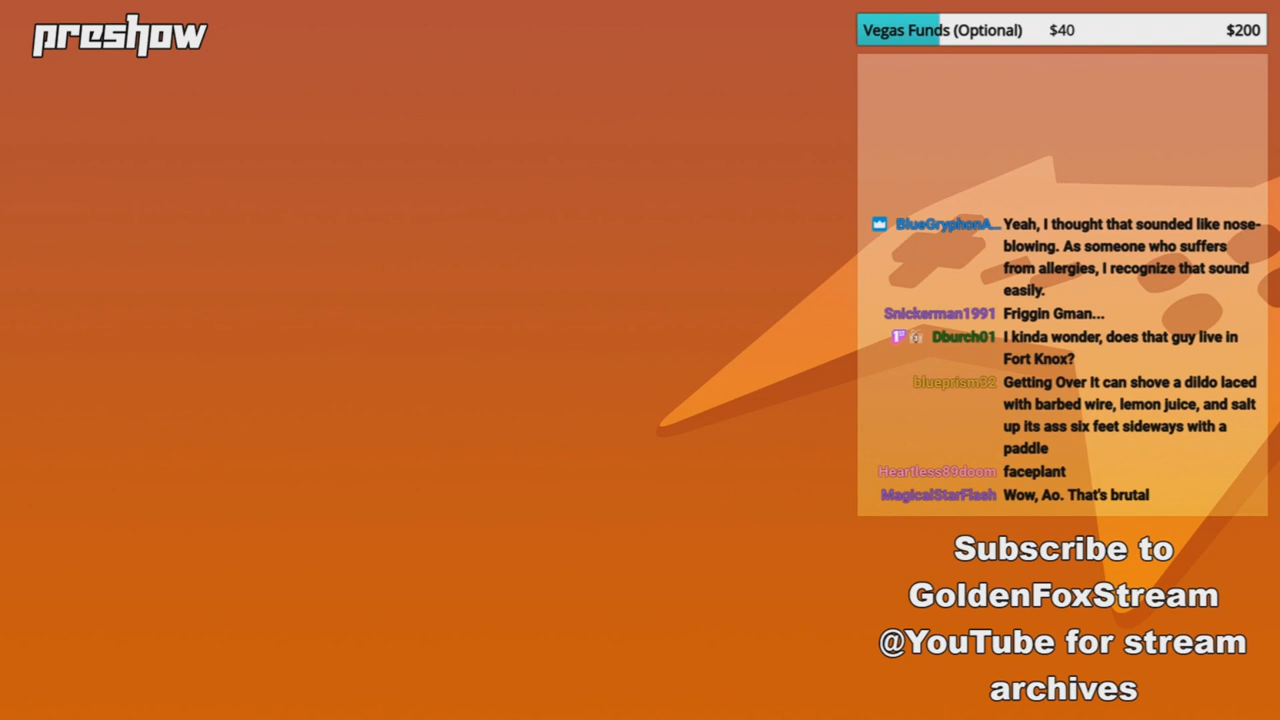 preshow
Vegas Funds (Optional) $40 $200
BlueGryphonA... Yeah, I thought that sounded like nose-
blowing. As someone who suffers
from allergies, I recognize that sound
easily.
Snickerman1991 Friggin Gman...
Dburch01 I kinda wonder, does that guy live in
Fort Knox?
blueprism32 Getting Over It can shove a dildo laced
with barbed wire, lemon juice, and salt
up its ass six feet sideways with a
paddle
Heartless89doom faceplant
MagicalStarFlash Wow, Ao. That's brutal
Subscribe to
GoldenFoxStream
@YouTube for stream
archives